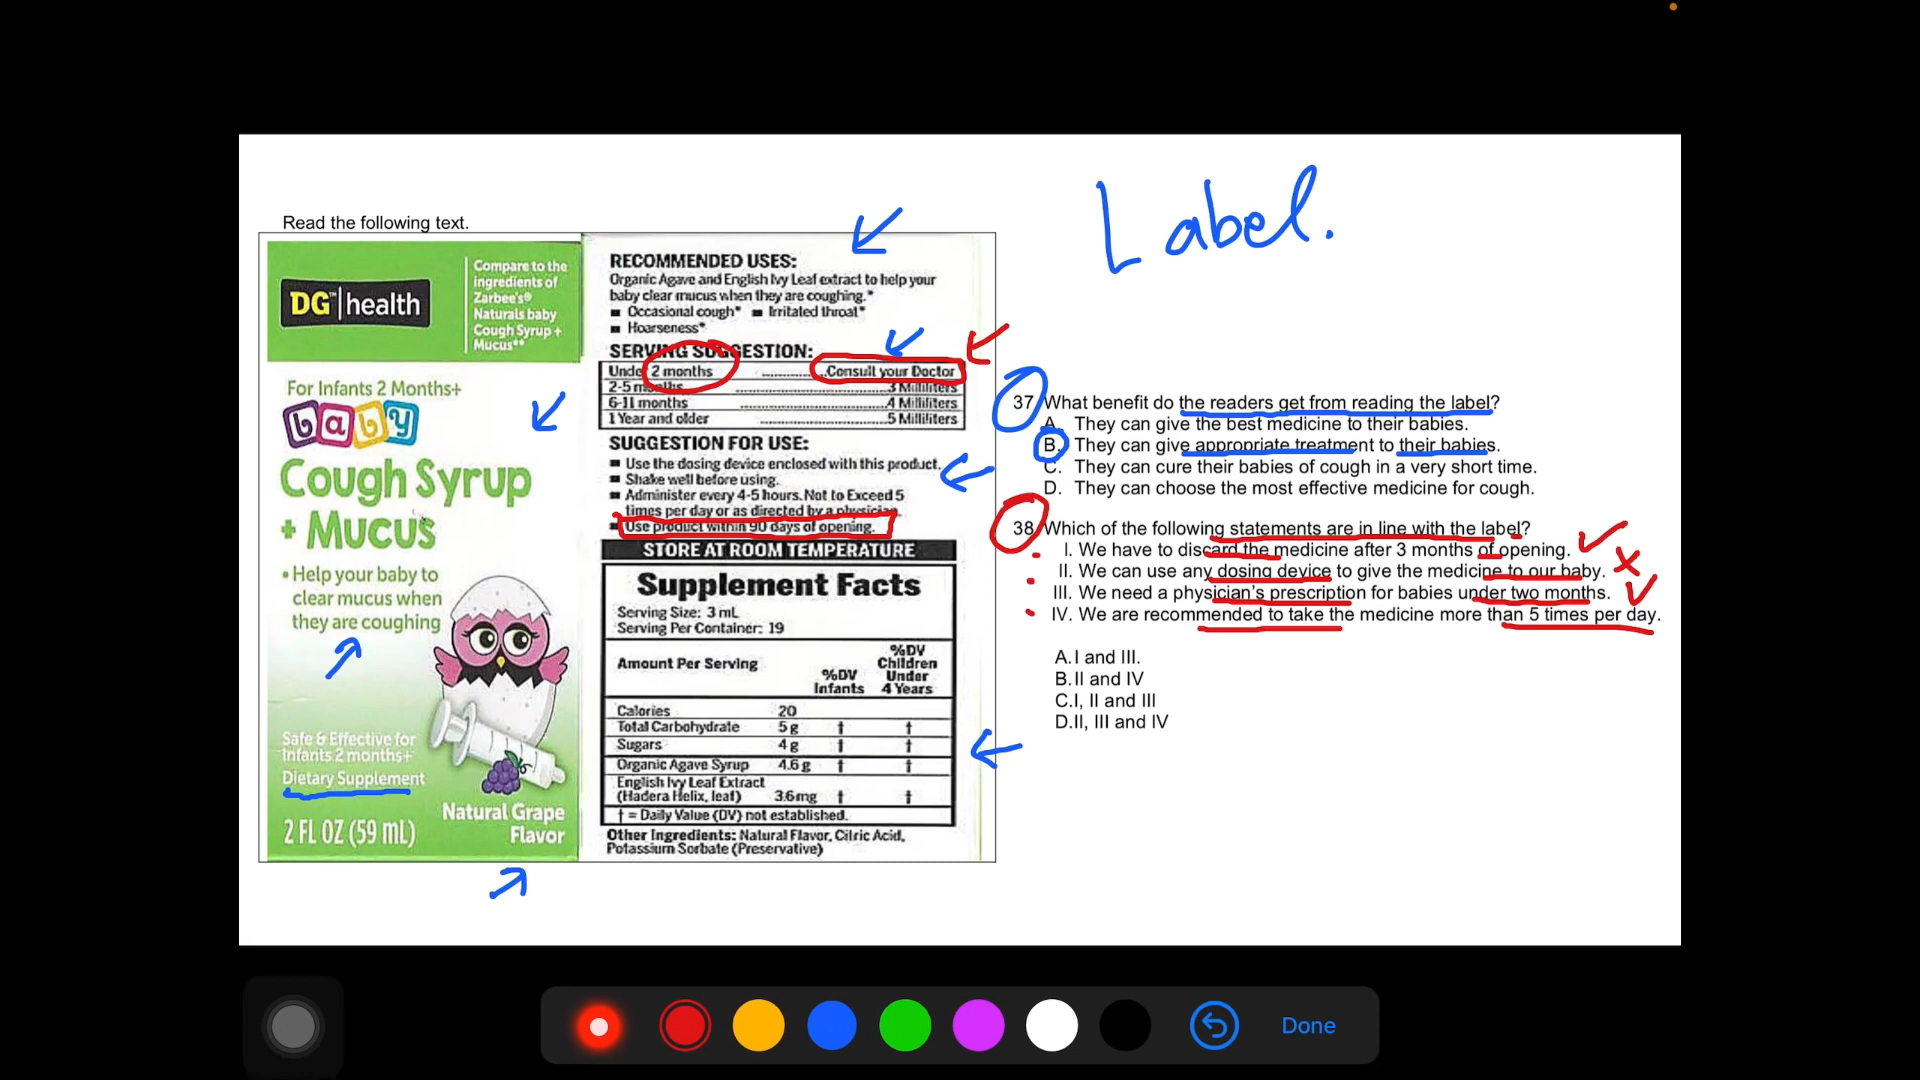 Label.
Read the following text.
DG™|health
Compare to the
ingredients of
Zarbee's®
Naturals baby
Cough Syrup +
Mucus**
For Infants 2 Months+
baby
Cough Syrup
+ Mucus
• Help your baby to
clear mucus when
they are coughing
Safe & Effective for
Infants 2 months+
Dietary Supplement
2 FL OZ (59 mL)
Natural Grape
Flavor
RECOMMENDED USES:
Organic Agave and English Ivy Leaf extract to help your
baby clear mucus when they are coughing.*
■ Occasional cough* ■ Irritated throat*
■ Hoarseness*
SERVING SUGGESTION:
Under 2 months ..............Consult your Doctor
2-5 months ..............3 Milliliters
6-11 months ..............4 Milliliters
1 Year and older ..............5 Milliliters
SUGGESTION FOR USE:
■ Use the dosing device enclosed with this product.
■ Shake well before using.
■ Administer every 4-5 hours. Not to Exceed 5
times per day or as directed by a physician.
■ Use product within 90 days of opening.
STORE AT ROOM TEMPERATURE
Supplement Facts
Serving Size: 3 mL
Serving Per Container: 19
Amount Per Serving %DV Infants %DV Children Under 4 Years
Calories 20
Total Carbohydrate 5 g † †
Sugars 4 g † †
Organic Agave Syrup 4.6 g † †
English Ivy Leaf Extract
(Hadera Helix, leaf) 3.6mg † †
† = Daily Value (DV) not established.
Other Ingredients: Natural Flavor, Citric Acid,
Potassium Sorbate (Preservative)
37 What benefit do the readers get from reading the label?
A. They can give the best medicine to their babies.
B. They can give appropriate treatment to their babies.
C. They can cure their babies of cough in a very short time.
D. They can choose the most effective medicine for cough.
38 Which of the following statements are in line with the label?
I. We have to discard the medicine after 3 months of opening.
II. We can use any dosing device to give the medicine to our baby.
III. We need a physician's prescription for babies under two months.
IV. We are recommended to take the medicine more than 5 times per day.
A.I and III.
B.II and IV
C.I, II and III
D.II, III and IV
Done